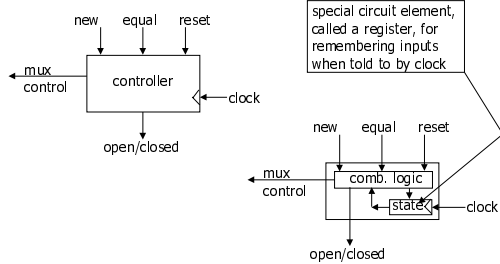 new equal reset
controller
mux
control
clock
open/closed
special circuit element,
called a register, for
remembering inputs
when told to by clock
new equal reset
comb. logic
mux
control
state
clock
open/closed